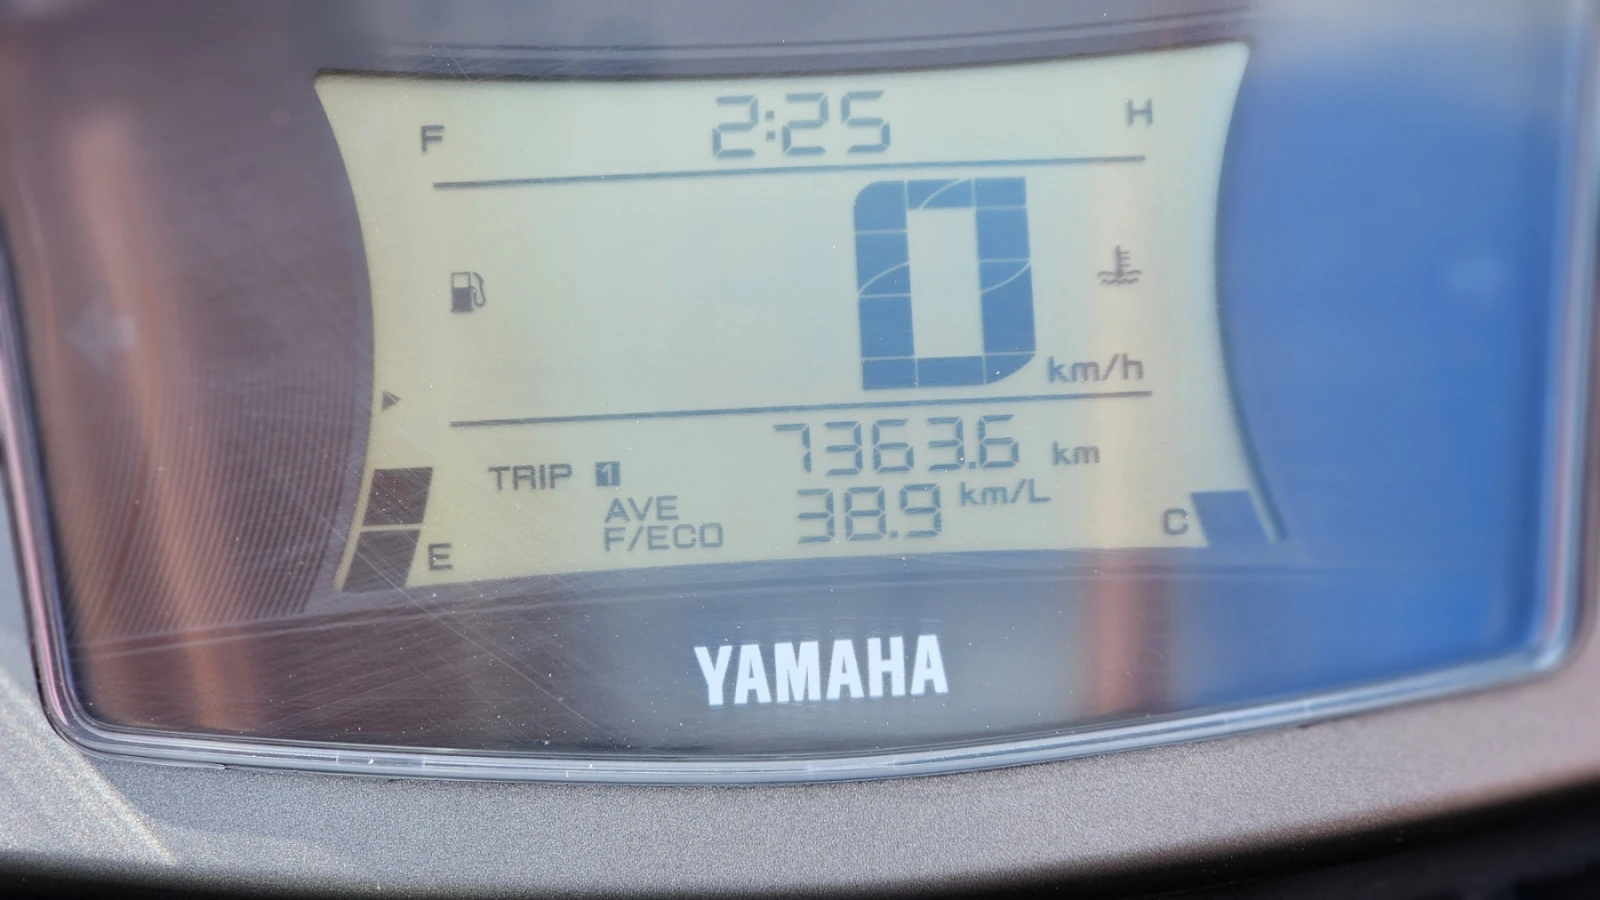 F 2:25 H
0 km/h
TRIP 1 7363.6 km
AVE F/ECO 38.9 km/L
E C
YAMAHA